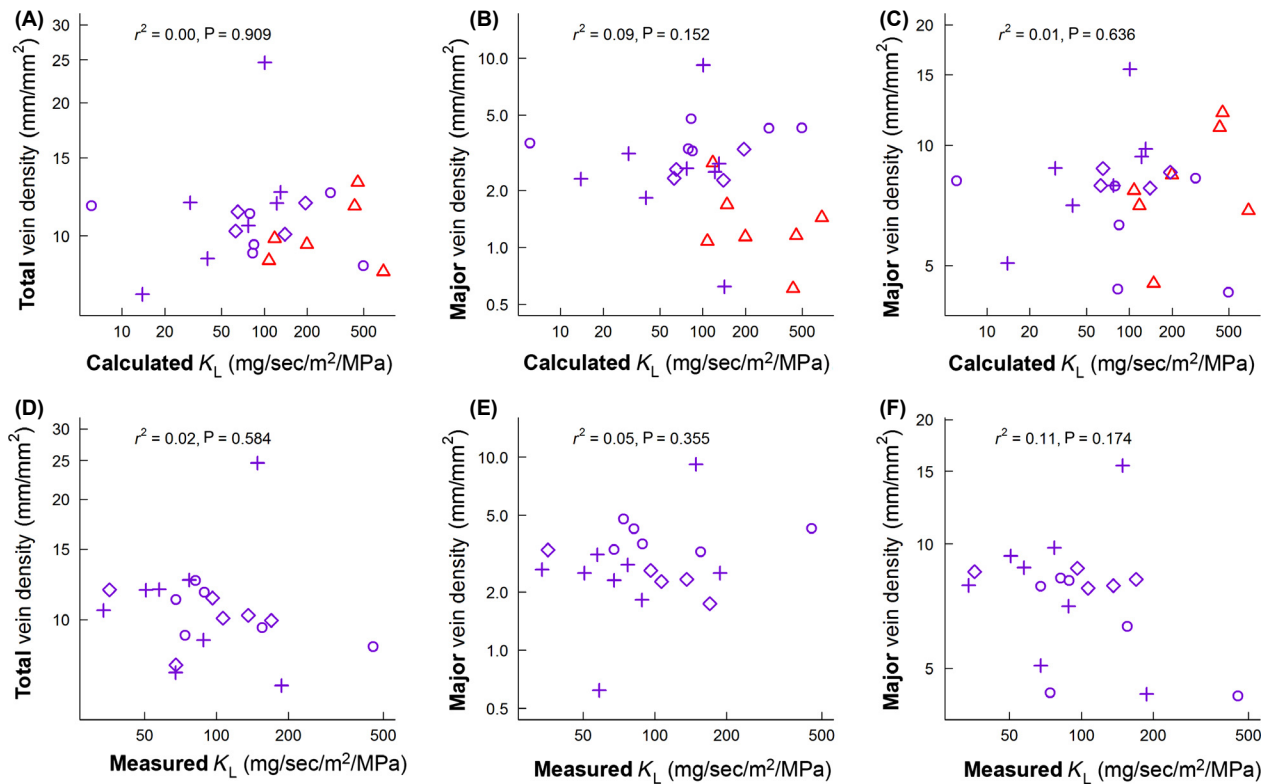 (A)
r² = 0.00, P = 0.909
30
25
20
15
10
Total vein density (mm/mm²)
10 20 50 100 200 500
Calculated K_L (mg/sec/m²/MPa)
(B)
r² = 0.09, P = 0.152
10.0
5.0
2.0
1.0
0.5
Major vein density (mm/mm²)
10 20 50 100 200 500
Calculated K_L (mg/sec/m²/MPa)
(C)
r² = 0.01, P = 0.636
20
15
10
5
Major vein density (mm/mm²)
10 20 50 100 200 500
Calculated K_L (mg/sec/m²/MPa)
(D)
r² = 0.02, P = 0.584
30
25
20
15
10
Total vein density (mm/mm²)
50 100 200 500
Measured K_L (mg/sec/m²/MPa)
(E)
r² = 0.05, P = 0.355
10.0
5.0
2.0
1.0
0.5
Major vein density (mm/mm²)
50 100 200 500
Measured K_L (mg/sec/m²/MPa)
(F)
r² = 0.11, P = 0.174
20
15
10
5
Major vein density (mm/mm²)
50 100 200 500
Measured K_L (mg/sec/m²/MPa)